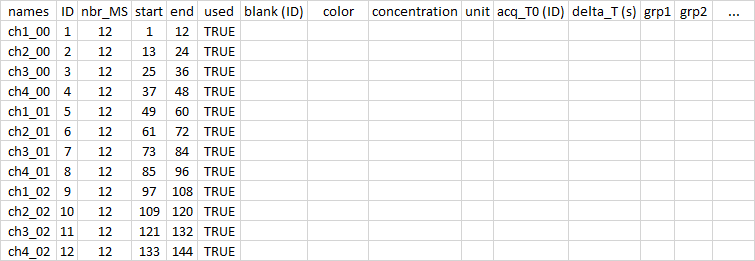 names ID nbr_MS start end used blank (ID) color concentration unit acq_T0 (ID) delta_T (s) grp1 grp2 ...
ch1_00 1 12 1 12 TRUE
ch2_00 2 12 13 24 TRUE
ch3_00 3 12 25 36 TRUE
ch4_00 4 12 37 48 TRUE
ch1_01 5 12 49 60 TRUE
ch2_01 6 12 61 72 TRUE
ch3_01 7 12 73 84 TRUE
ch4_01 8 12 85 96 TRUE
ch1_02 9 12 97 108 TRUE
ch2_02 10 12 109 120 TRUE
ch3_02 11 12 121 132 TRUE
ch4_02 12 12 133 144 TRUE